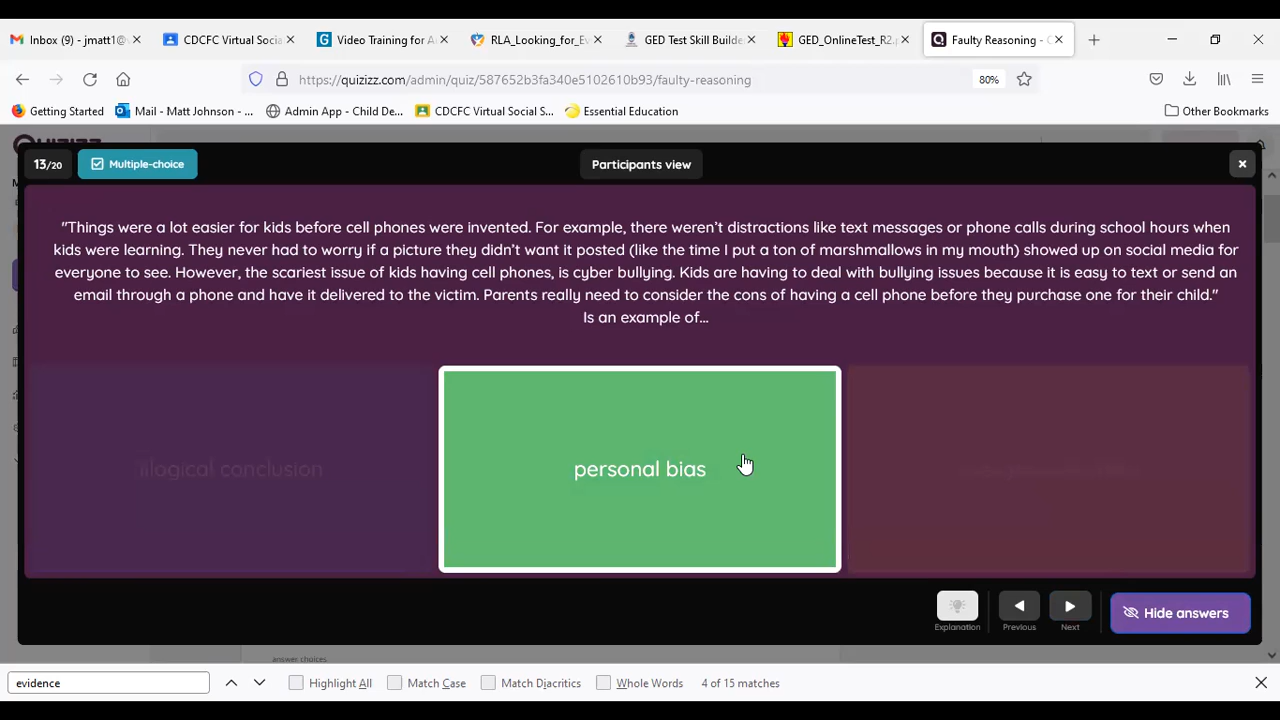 Inbox (9) - jmatt1@
CDCFC Virtual Socia
Video Training for A
RLA_Looking_for_Ev
GED Test Skill Builde
GED_OnlineTest_R2.r
Faulty Reasoning - C
https://quizizz.com/admin/quiz/587652b3fa340e5102610b93/faulty-reasoning
80%
Getting Started
Mail - Matt Johnson - ...
Admin App - Child De...
CDCFC Virtual Social S...
Essential Education
Other Bookmarks
13/20
Multiple-choice
Participants view
"Things were a lot easier for kids before cell phones were invented. For example, there weren't distractions like text messages or phone calls during school hours when
kids were learning. They never had to worry if a picture they didn't want it posted (like the time I put a ton of marshmallows in my mouth) showed up on social media for
everyone to see. However, the scariest issue of kids having cell phones, is cyber bullying. Kids are having to deal with bullying issues because it is easy to text or send an
email through a phone and have it delivered to the victim. Parents really need to consider the cons of having a cell phone before they purchase one for their child."
Is an example of...
illogical conclusion
personal bias
Explanation
Previous
Next
Hide answers
answer choices
evidence
Highlight All
Match Case
Match Diacritics
Whole Words
4 of 15 matches